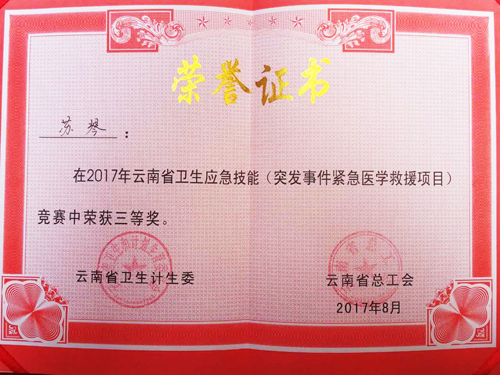 荣誉证书
苏琴：
在2017年云南省卫生应急技能（突发事件紧急医学救援项目）
竞赛中荣获三等奖。
云南省卫生计生委
云南省总工会
2017年8月